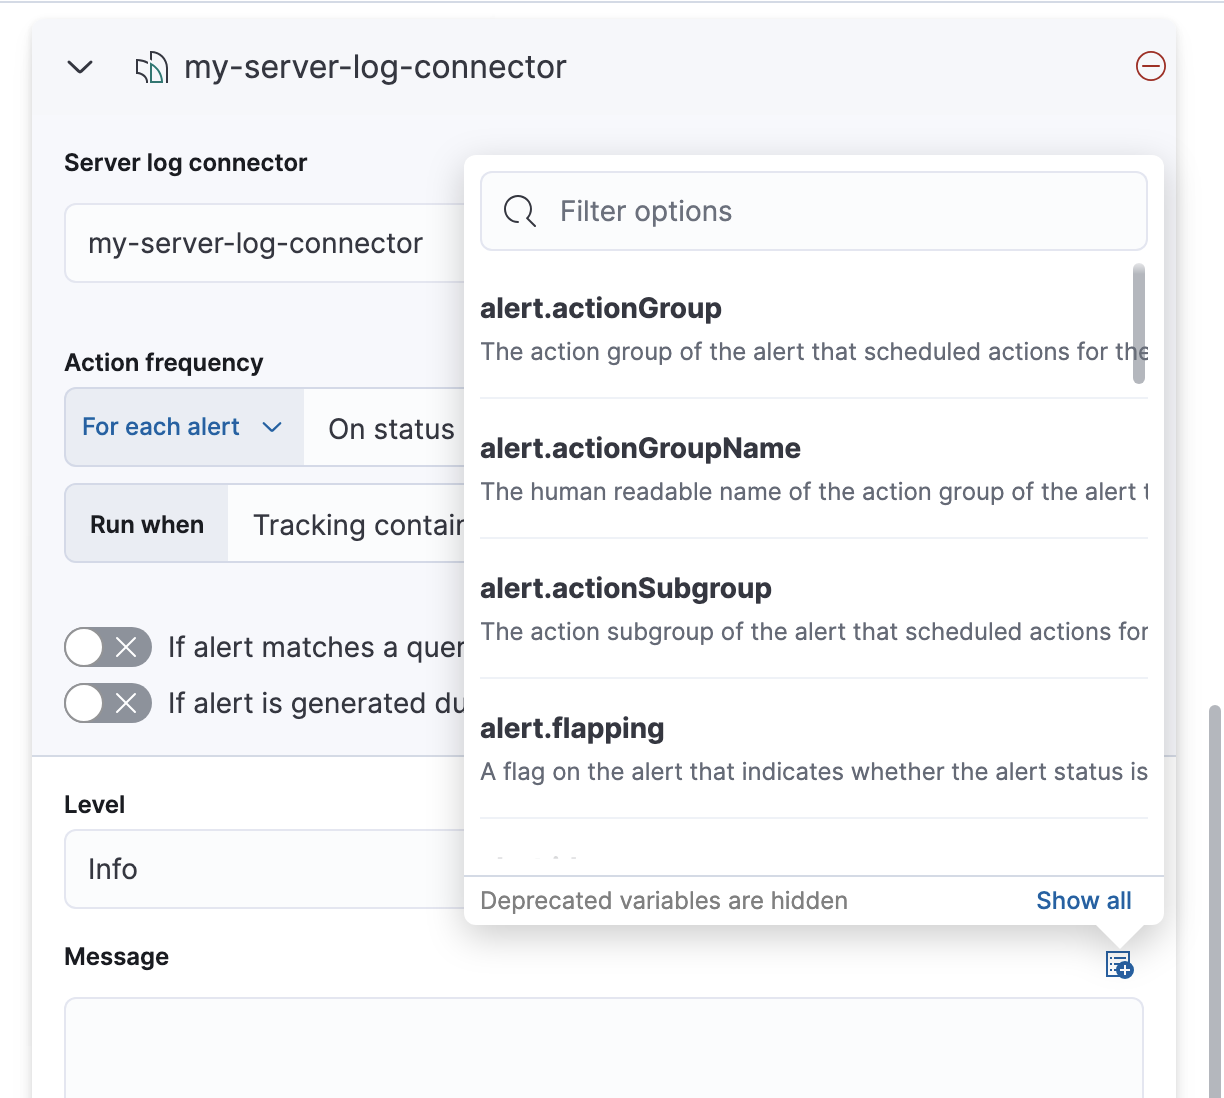 my-server-log-connector
Server log connector
my-server-log-connector
Action frequency
For each alert
On status
Run when
Tracking contain
If alert matches a quer
If alert is generated du
Level
Info
Filter options
alert.actionGroup
The action group of the alert that scheduled actions for the
alert.actionGroupName
The human readable name of the action group of the alert t
alert.actionSubgroup
The action subgroup of the alert that scheduled actions for
alert.flapping
A flag on the alert that indicates whether the alert status is
Deprecated variables are hidden
Show all
Message